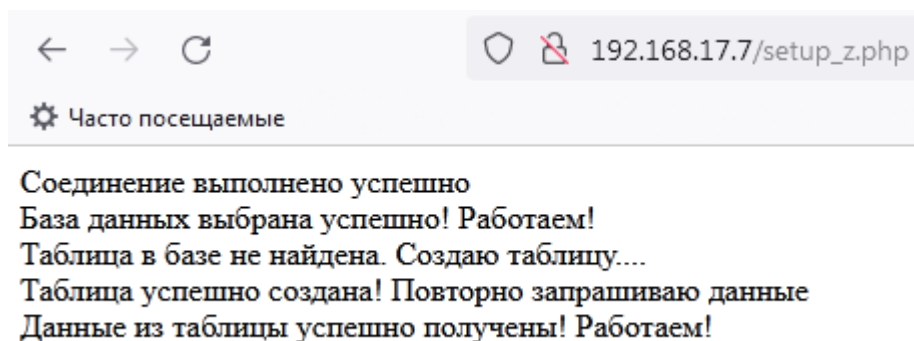 192.168.17.7/setup_z.php
Часто посещаемые
Соединение выполнено успешно
База данных выбрана успешно! Работаем!
Таблица в базе не найдена. Создаю таблицу....
Таблица успешно создана! Повторно запрашиваю данные
Данные из таблицы успешно получены! Работаем!